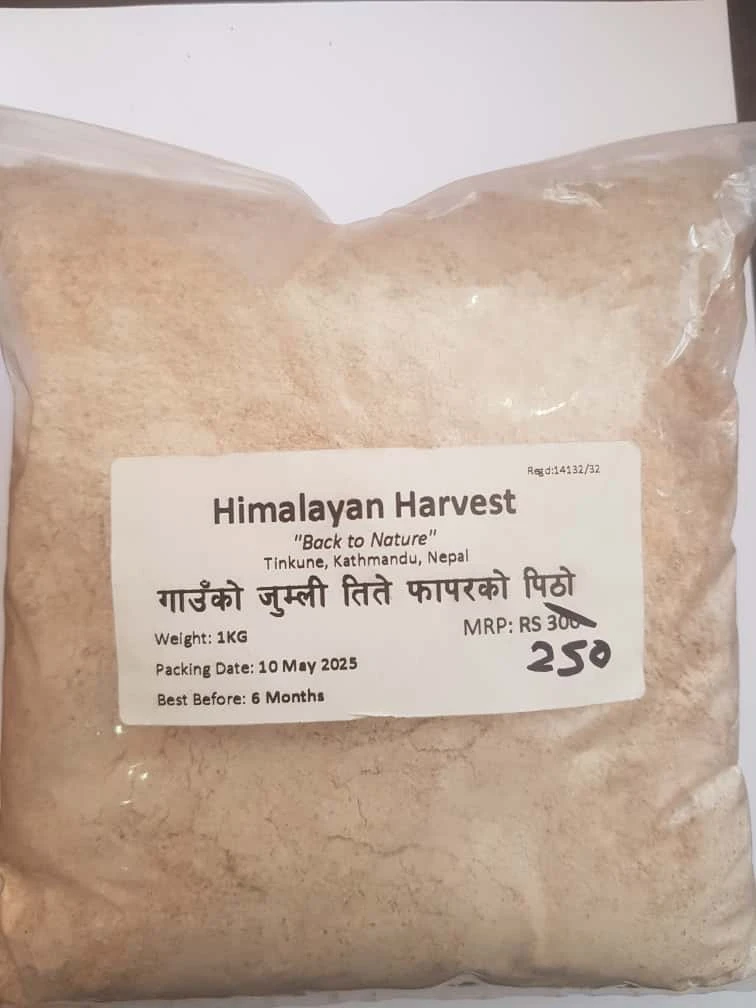 Regd:14132/32
Himalayan Harvest
"Back to Nature"
Tinkune, Kathmandu, Nepal
गाउँको जुम्ली तिते फापरको पिठो
Weight: 1KG
MRP: RS 300
250
Packing Date: 10 May 2025
Best Before: 6 Months